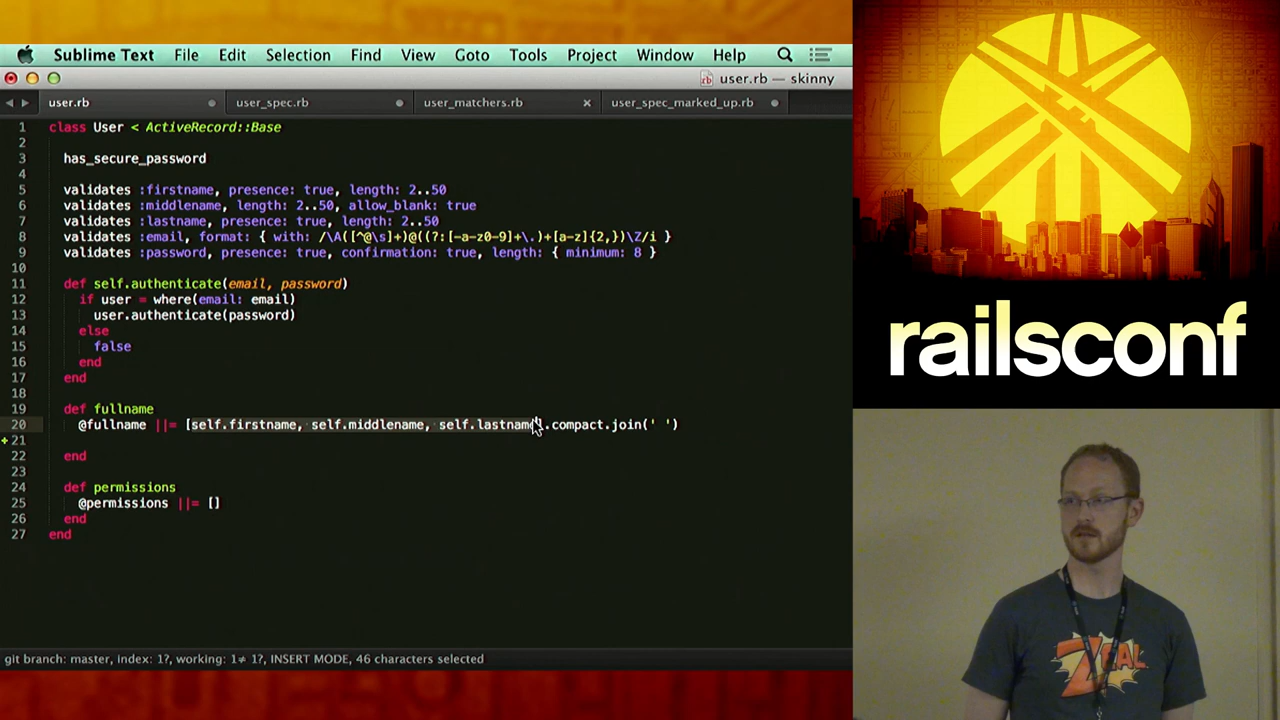 Sublime Text File Edit Selection Find View Goto Tools Project Window Help
user.rb — skinny
user.rb user_spec.rb user_matchers.rb user_spec_marked_up.rb
1 class User < ActiveRecord::Base
2
3 has_secure_password
4
5 validates :firstname, presence: true, length: 2..50
6 validates :middlename, length: 2..50, allow_blank: true
7 validates :lastname, presence: true, length: 2..50
8 validates :email, format: { with: /\A([^@\s]+)@((?:[-a-z0-9]+\.)+[a-z]{2,})\Z/i }
9 validates :password, presence: true, confirmation: true, length: { minimum: 8 }
10
11 def self.authenticate(email, password)
12 if user = where(email: email)
13 user.authenticate(password)
14 else
15 false
16 end
17 end
18
19 def fullname
20 @fullname ||= [self.firstname, self.middlename, self.lastname].compact.join(' ')
21
22 end
23
24 def permissions
25 @permissions ||= []
26 end
27 end
git branch: master, index: 1?, working: 1≠ 1?, INSERT MODE, 46 characters selected
railsconf
ZEAL